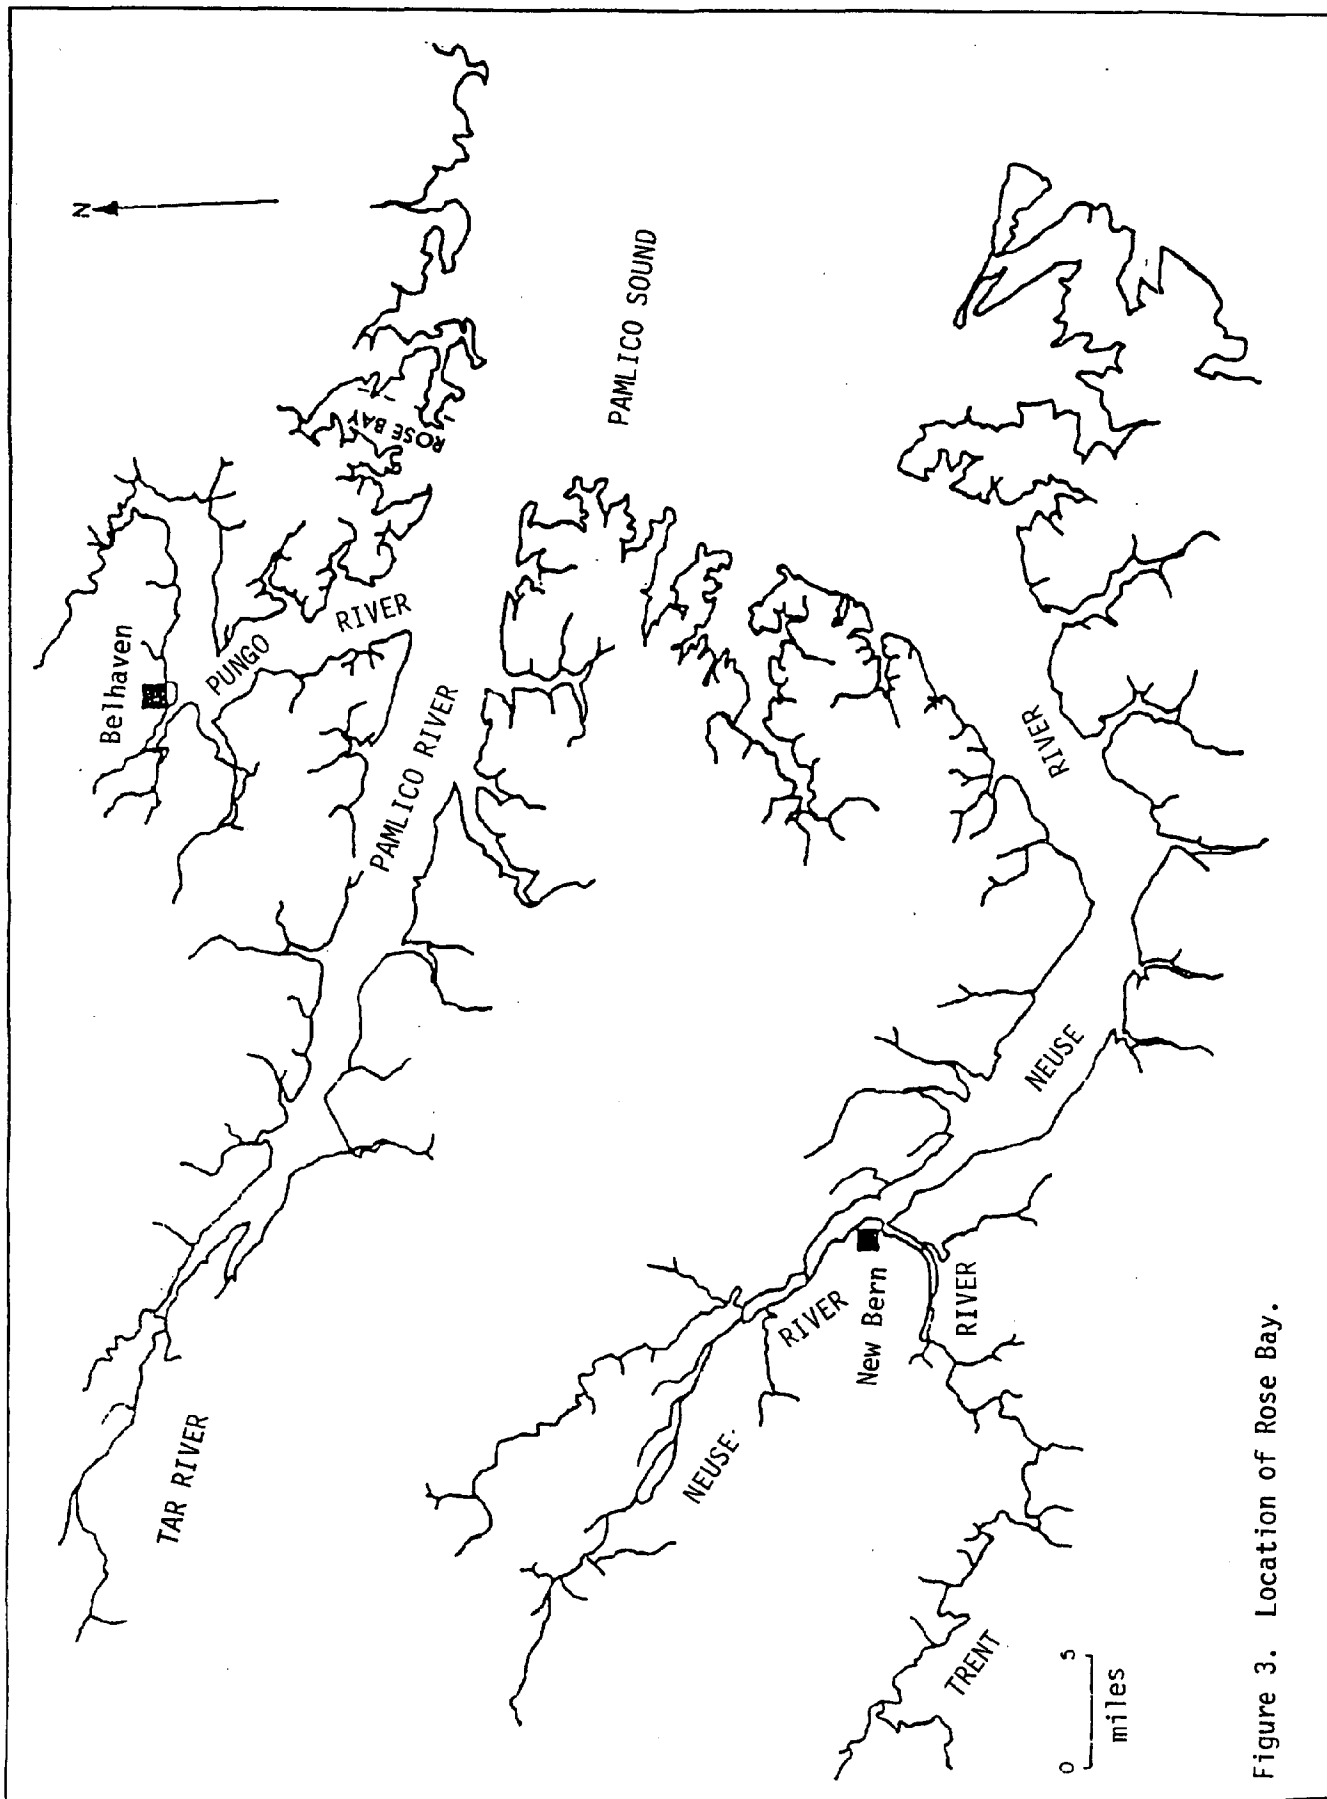 N
Belhaven
PUNGO
RIVER
ROSE BAY
PAMLICO SOUND
PAMLICO RIVER
TAR RIVER
NEUSE
RIVER
New Bern
NEUSE
RIVER
TRENT
RIVER
0 5
miles
Figure 3. Location of Rose Bay.